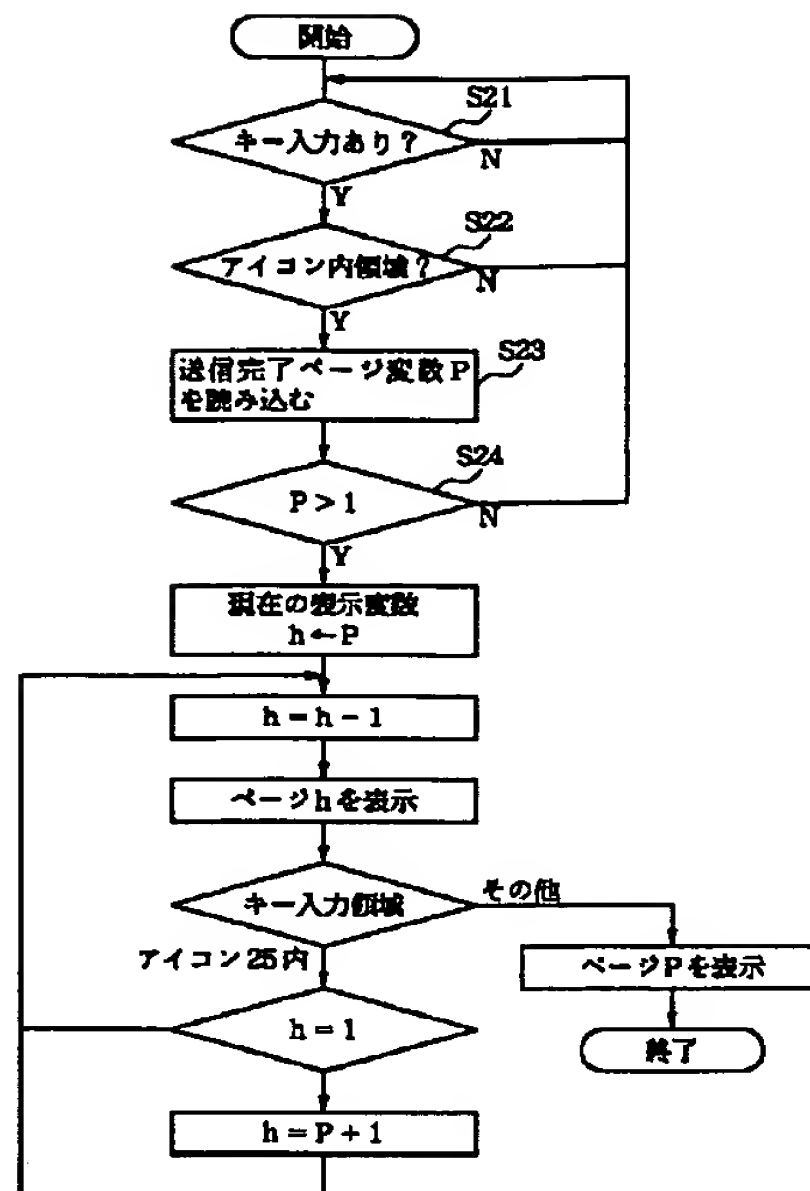 開始
S21
キー入力あり？
N
Y
S22
アイコン内領域？
N
Y
S23
送信完了ページ変数P
を読み込む
S24
P>1
N
Y
現在の表示変数
h←P
h=h-1
ページhを表示
キー入力領域
その他
アイコン25内
ページPを表示
h=1
終了
h=P+1